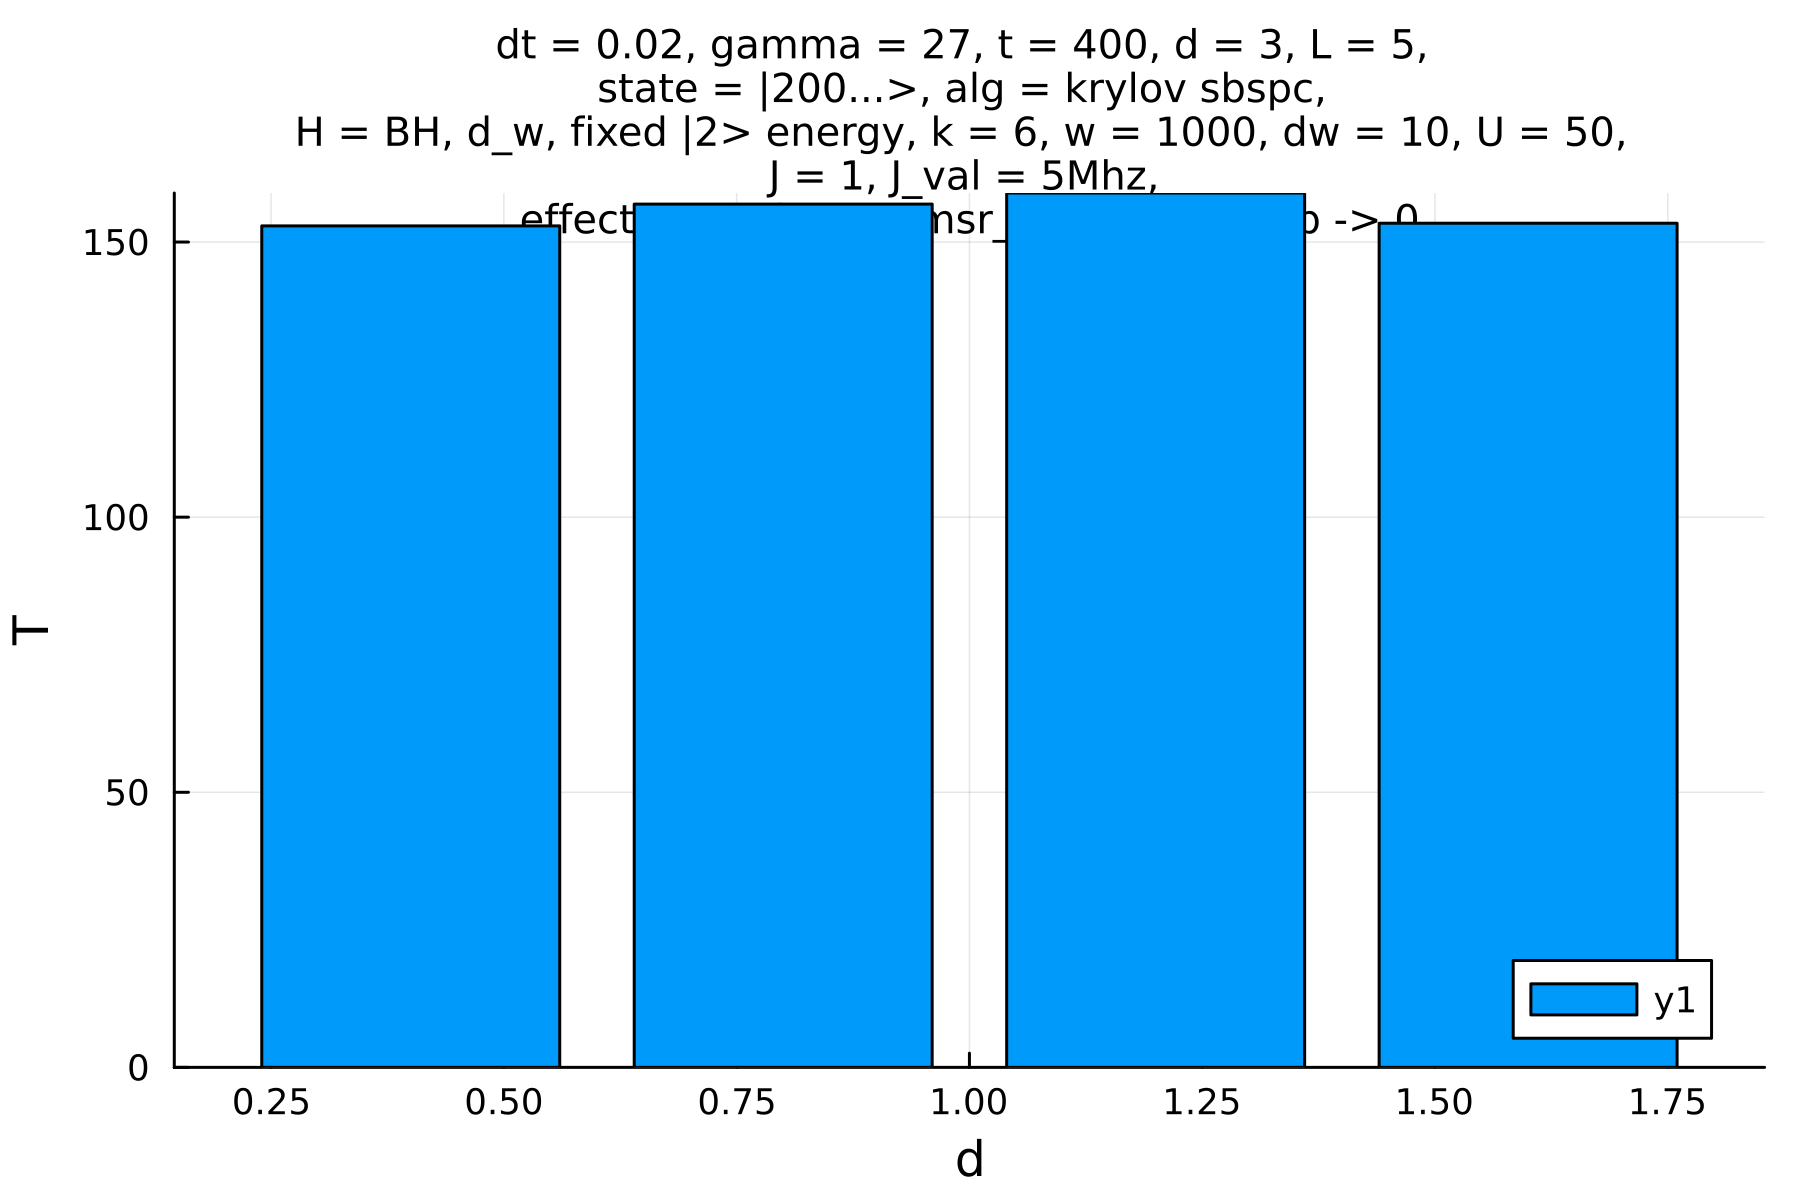 dt = 0.02, gamma = 27, t = 400, d = 3, L = 5,
state = |200...>, alg = krylov sbspc,
H = BH, d_w, fixed |2> energy, k = 6, w = 1000, dw = 10, U = 50,
J = 1, J_val = 5Mhz,
-> 0
150
100
50
0
T
y1
0.25 0.50 0.75 1.00 1.25 1.50 1.75
d